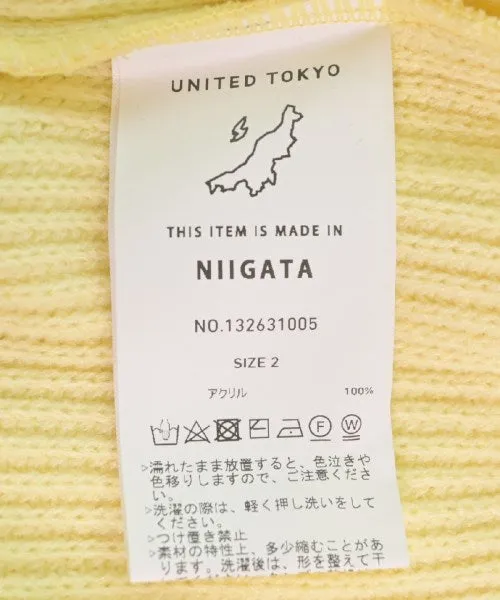 UNITED TOKYO
THIS ITEM IS MADE IN
NIIGATA
NO.132631005
SIZE 2
アクリル 100%
F W
>濡れたまま放置すると、色泣きや
色移りしますので、ご注意くださ
い。
>洗濯の際は、軽く押し洗いをして
ください。
>つけ置き禁止
>素材の特性上、多少縮むことがあ
ります。洗濯後は、形を整えて干